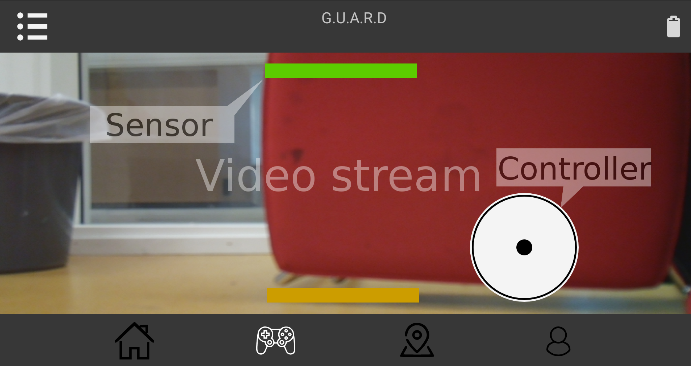 G.U.A.R.D
Sensor
Video stream
Controller